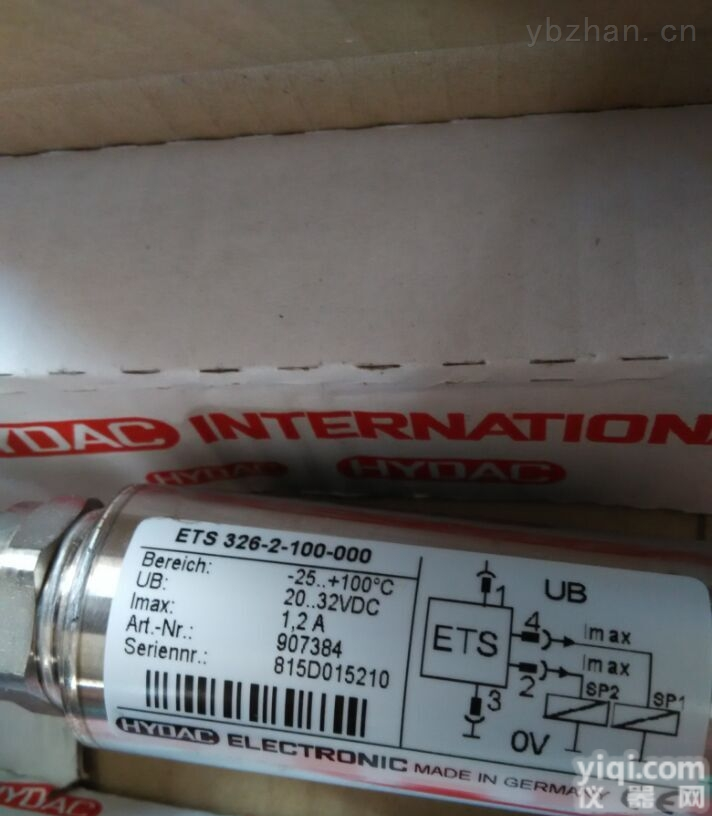 ybzhan.cn
HYDAC INTERNATIONA
HYDAC HYDAC
ETS 326-2-100-000
Bereich: -25..+100°C
UB: 20..32VDC
Imax: 1,2 A
Art.-Nr.: 907384
Seriennr.: 815D015210
HYDAC ELECTRONIC MADE IN GERMANY CE
1 UB
ETS 4 Imax
2 Imax
3 SP2 SP1
0V
HYDAC
yiqi.com
仪器网